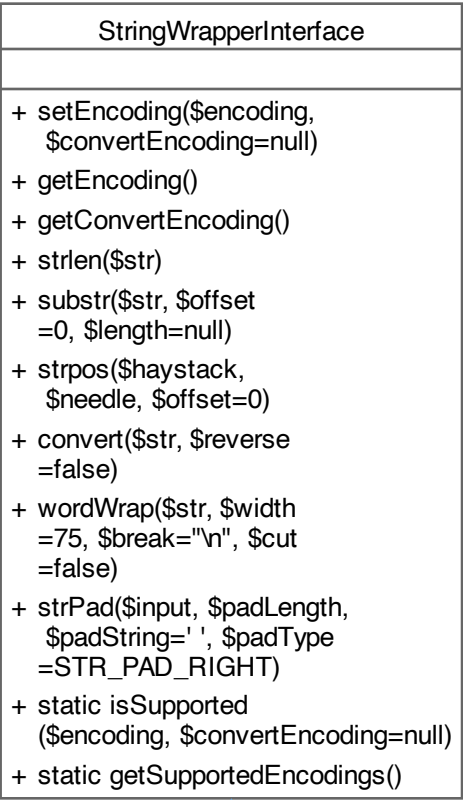 StringWrapperInterface
+ setEncoding($encoding,
$convertEncoding=null)
+ getEncoding()
+ getConvertEncoding()
+ strlen($str)
+ substr($str, $offset
=0, $length=null)
+ strpos($haystack,
$needle, $offset=0)
+ convert($str, $reverse
=false)
+ wordWrap($str, $width
=75, $break="\n", $cut
=false)
+ strPad($input, $padLength,
$padString=' ', $padType
=STR_PAD_RIGHT)
+ static isSupported
($encoding, $convertEncoding=null)
+ static getSupportedEncodings()